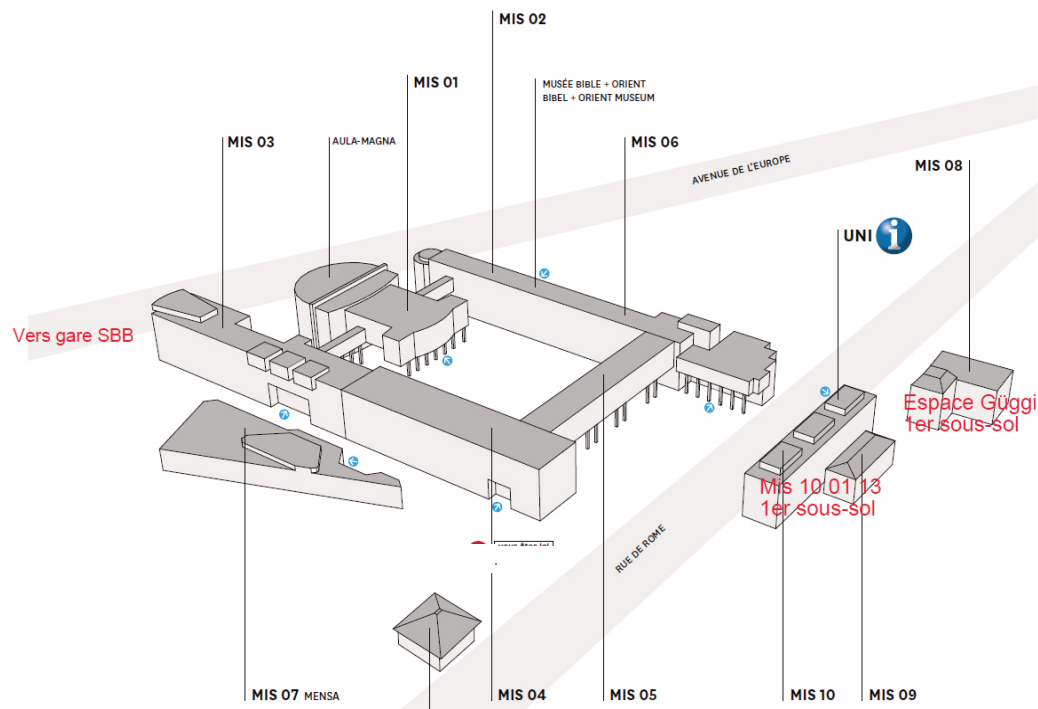 MIS 02
MIS 01
MUSÉE BIBLE + ORIENT
BIBEL + ORIENT MUSEUM
MIS 03
AULA-MAGNA
MIS 06
AVENUE DE L'EUROPE
MIS 08
UNI i
Vers gare SBB
Espace Güggi
1er sous-sol
Mis 10 01.13
1er sous-sol
RUE DE ROME
MIS 07 MENSA
MIS 04
MIS 05
MIS 10
MIS 09